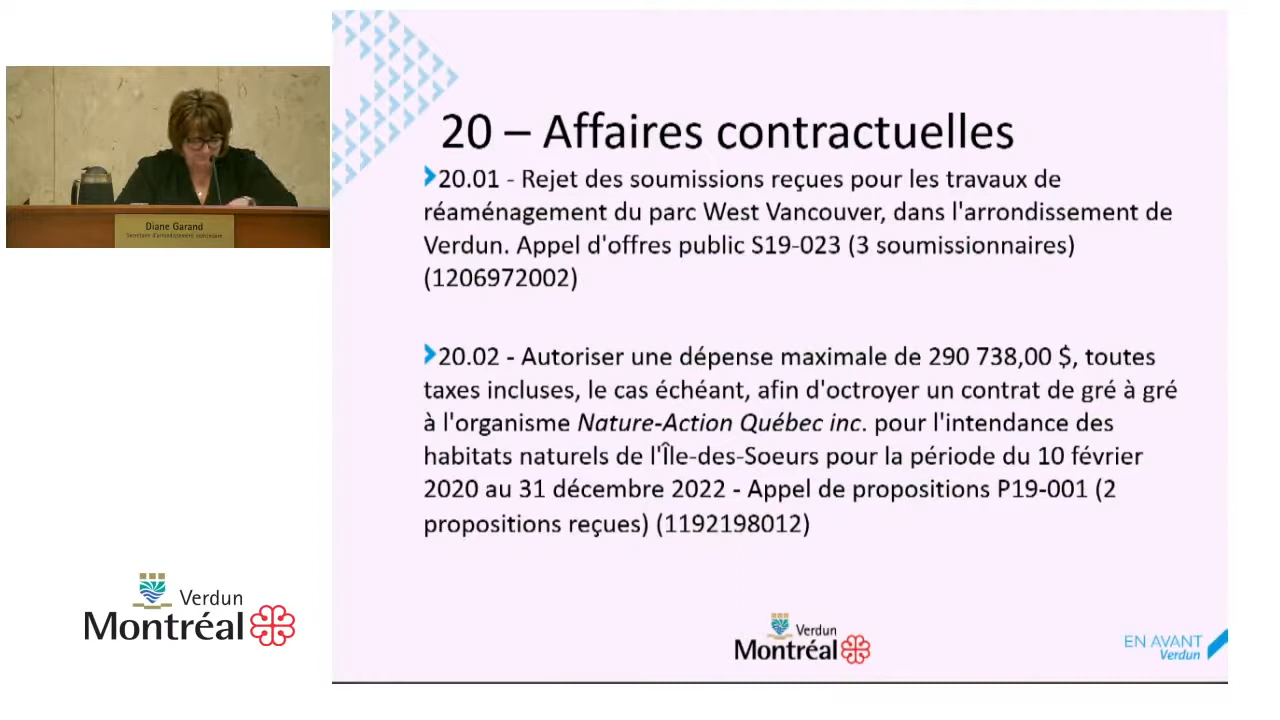 20 – Affaires contractuelles
20.01 - Rejet des soumissions reçues pour les travaux de
réaménagement du parc West Vancouver, dans l'arrondissement de
Verdun. Appel d'offres public S19-023 (3 soumissionnaires)
(1206972002)
20.02 - Autoriser une dépense maximale de 290 738,00 $, toutes
taxes incluses, le cas échéant, afin d'octroyer un contrat de gré à gré
à l'organisme Nature-Action Québec inc. pour l'intendance des
habitats naturels de l'Île-des-Soeurs pour la période du 10 février
2020 au 31 décembre 2022 - Appel de propositions P19-001 (2
propositions reçues) (1192198012)
Diane Garand
Secrétaire d'arrondissement
Verdun
Montréal
Verdun
Montréal
EN AVANT
Verdun